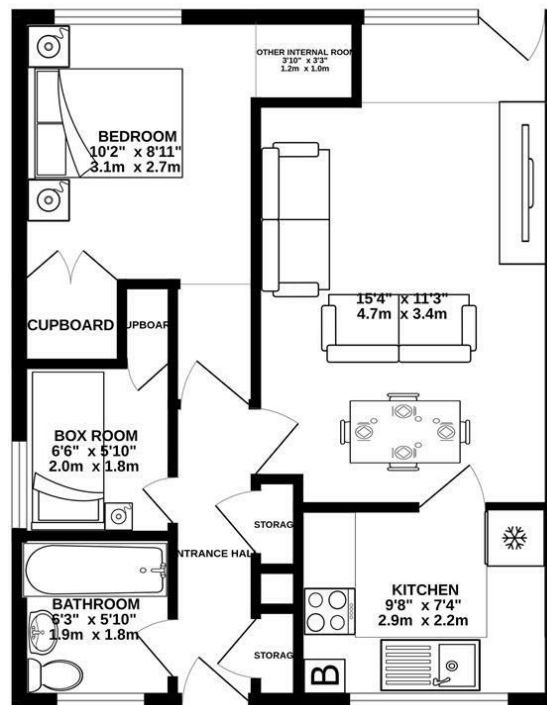 OTHER INTERNAL ROOM
3'10" x 3'3"
1.2m x 1.0m
BEDROOM
10'2" x 8'11"
3.1m x 2.7m
15'4" x 11'3"
4.7m x 3.4m
CUPBOARD
UPBOAR
BOX ROOM
6'6" x 5'10"
2.0m x 1.8m
STORAG
NTRANCE HAL
KITCHEN
9'8" x 7'4"
2.9m x 2.2m
BATHROOM
6'3" x 5'10"
1.9m x 1.8m
STORAG
B